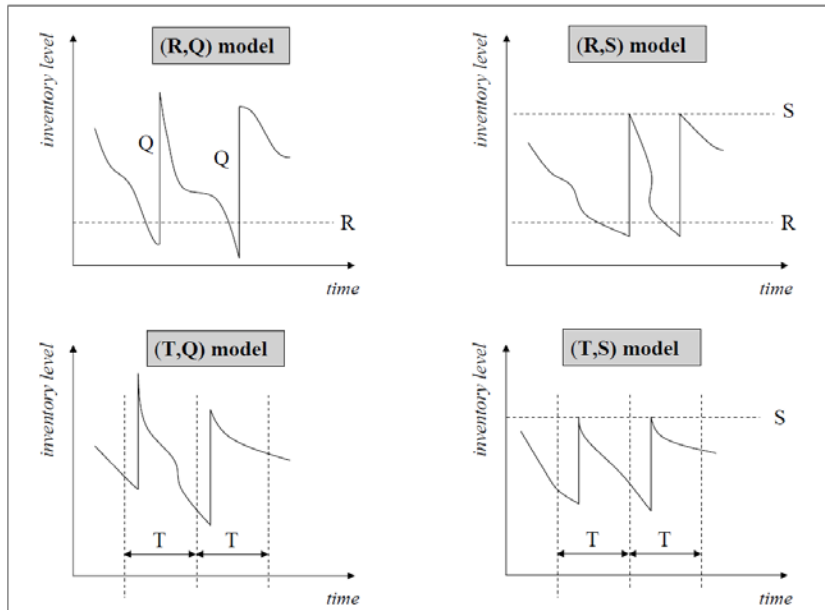 (R,Q) model
inventory level
Q
Q
R
time
(R,S) model
inventory level
S
R
time
(T,Q) model
inventory level
T
T
time
(T,S) model
inventory level
S
T
T
time